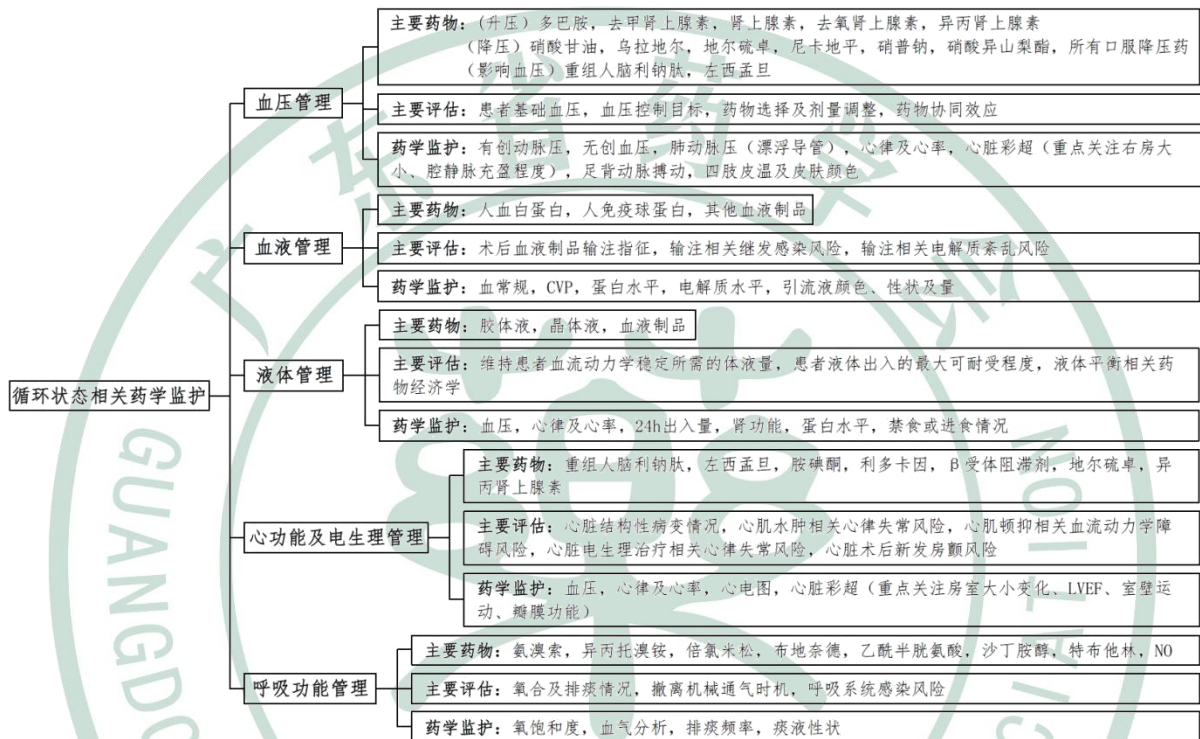 循环状态相关药学监护
血压管理
主要药物：(升压）多巴胺，去甲肾上腺素，肾上腺素，去氧肾上腺素，异丙肾上腺素
（降压）硝酸甘油，乌拉地尔，地尔硫卓，尼卡地平，硝普钠，硝酸异山梨酯，所有口服降压药
（影响血压）重组人脑利钠肽，左西孟旦
主要评估：患者基础血压，血压控制目标，药物选择及剂量调整，药物协同效应
药学监护：有创动脉压，无创血压，肺动脉压（漂浮导管），心律及心率，心脏彩超（重点关注右房大
小、腔静脉充盈程度），足背动脉搏动，四肢皮温及皮肤颜色
血液管理
主要药物：人血白蛋白，人免疫球蛋白，其他血液制品
主要评估：术后血液制品输注指征，输注相关继发感染风险，输注相关电解质紊乱风险
药学监护：血常规，CVP，蛋白水平，电解质水平，引流液颜色、性状及量
液体管理
主要药物：胶体液，晶体液，血液制品
主要评估：维持患者血流动力学稳定所需的体液量，患者液体出入的最大可耐受程度，液体平衡相关药
物经济学
药学监护：血压，心律及心率，24h出入量，肾功能，蛋白水平，禁食或进食情况
心功能及电生理管理
主要药物：重组人脑利钠肽，左西孟旦，胺碘酮，利多卡因，β受体阻滞剂，地尔硫卓，异
丙肾上腺素
主要评估：心脏结构性病变情况，心肌水肿相关心律失常风险，心肌顿抑相关血流动力学障
碍风险，心脏电生理治疗相关心律失常风险，心脏术后新发房颤风险
药学监护：血压，心律及心率，心电图，心脏彩超（重点关注房室大小变化、LVEF、室壁运
动、瓣膜功能）
呼吸功能管理
主要药物：氨溴索，异丙托溴铵，倍氯米松，布地奈德，乙酰半胱氨酸，沙丁胺醇，特布他林，NO
主要评估：氧合及排痰情况，撤离机械通气时机，呼吸系统感染风险
药学监护：氧饱和度，血气分析，排痰频率，痰液性状
广东省药学会
GUANGDO